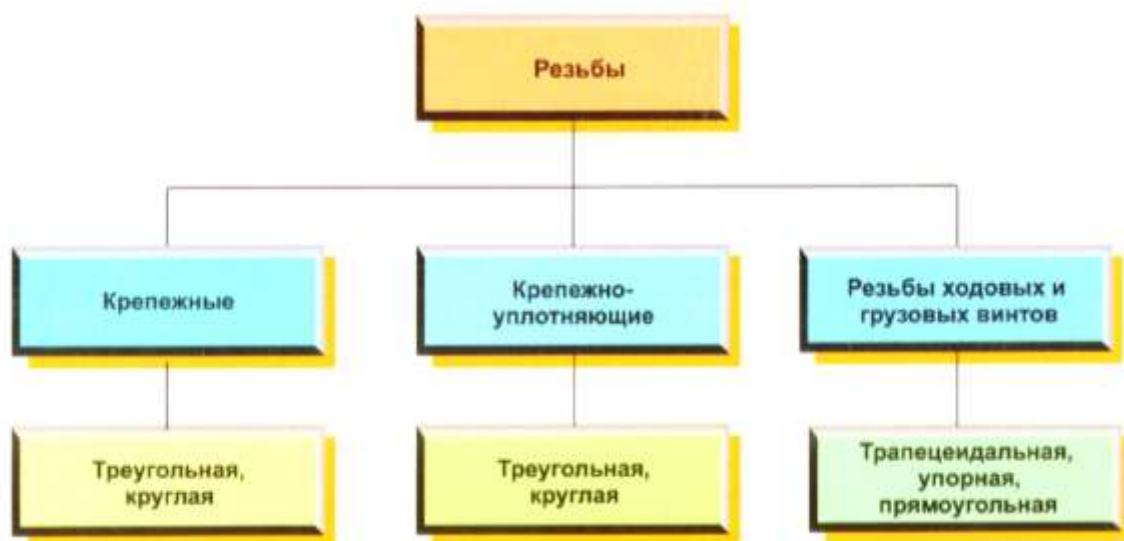 Резьбы
Крепежные
Крепежно-
уплотняющие
Резьбы ходовых и
грузовых винтов
Треугольная,
круглая
Треугольная,
круглая
Трапецеидальная,
упорная,
прямоугольная